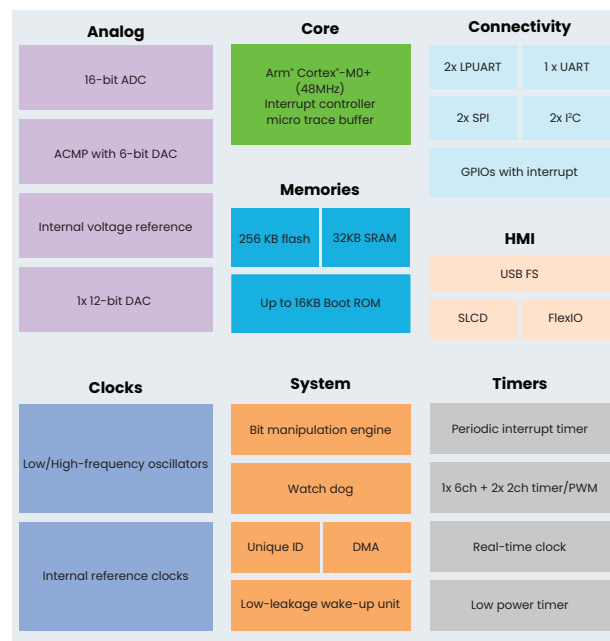 Analog
16-bit ADC
ACMP with 6-bit DAC
Internal voltage reference
1x 12-bit DAC
Core
Arm® Cortex®-M0+
(48MHz)
Interrupt controller
micro trace buffer
Memories
256 KB flash
32KB SRAM
Up to 16KB Boot ROM
Connectivity
2x LPUART
1 x UART
2x SPI
2x I²C
GPIOs with interrupt
HMI
USB FS
SLCD
FlexIO
Clocks
Low/High-frequency oscillators
Internal reference clocks
System
Bit manipulation engine
Watch dog
Unique ID
DMA
Low-leakage wake-up unit
Timers
Periodic interrupt timer
1x 6ch + 2x 2ch timer/PWM
Real-time clock
Low power timer